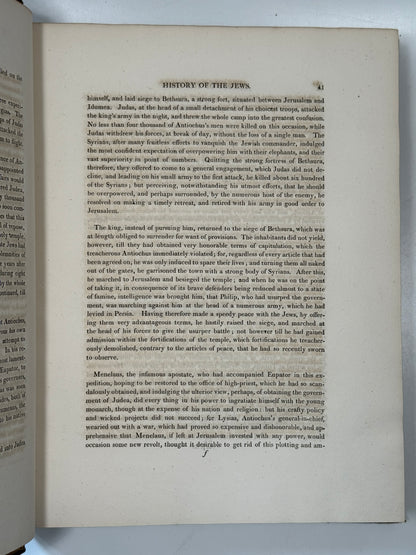 HISTORY OF THE JEWS. 41
himself, and laid siege to Bethsura, a strong fort, situated between Jerusalem and
Idumea. Judas, at the head of a small detachment of his choicest troops, attacked
the king's army in the night, and threw the whole camp into the greatest confusion.
No less than four thousand of Antiochus's men were killed on this occasion, while
Judas withdrew his forces, at break of day, without the loss of a single man. The
Syrians, after many fruitless efforts to vanquish the Jewish commander, indulged
the most confident expectation of overpowering him with their elephants, and their
vast superiority in point of numbers. Quitting the strong fortress of Bethsura,
therefore, they offered to come to a general engagement, which Judas did not de-
cline, and leading on his small army to the first attack, he killed about six hundred
of the Syrians; but perceiving, notwithstanding his utmost efforts, that he should
be overpowered, and perhaps surrounded, by the numerous host of the enemy, he
resolved on making a timely retreat, and retired with his army in good order to
Jerusalem.
The king, instead of pursuing him, returned to the siege of Bethsura, which was
at length obliged to surrender for want of provisions. The inhabitants did not yield,
however, till they had obtained very honorable terms of capitulation, which the
treacherous Antiochus immediately violated; for, regardless of every article that had
been agreed on, he was only induced to spare their lives; and turning them all naked
out of the gates, he garrisoned the town with a strong body of Syrians. After this,
he marched to Jerusalem and besieged the temple; and when he was on the point of
taking it, in consequence of its brave defenders being reduced almost to a state of
famine, intelligence was brought him, that Philip, who had usurped the govern-
ment, was marching against him at the head of a numerous army, which he had
levied in Persia. Having therefore made a speedy peace with the Jews, by offering
them very advantageous terms, he hastily raised the siege, and marched at the
head of his forces to give the usurper battle; not however till he had gained
admission within the fortifications of the temple, which fortifications he treacher-
ously demolished, contrary to the articles of peace, that he had so recently sworn
to observe.
Menelaus, the infamous apostate, who had accompanied Eupator in this ex-
pedition, hoping to be restored to the office of high-priest, which he had so scan-
dalously obtained, and indulging the ulterior view, perhaps, of obtaining the govern-
ment of Judea, did every thing in his power to ingratiate himself with the young
monarch, though at the expense of his nation and religion: but his crafty policy
and wicked projects did not succeed; for Lysias, Antiochus's general-in-chief,
wearied out with a war, which had proved so expensive and dishonorable, and ap-
prehensive that Menelaus, if left at Jerusalem invested with any power, would
occasion some new revolt, thought it desirable to get rid of this plotting and am-
f